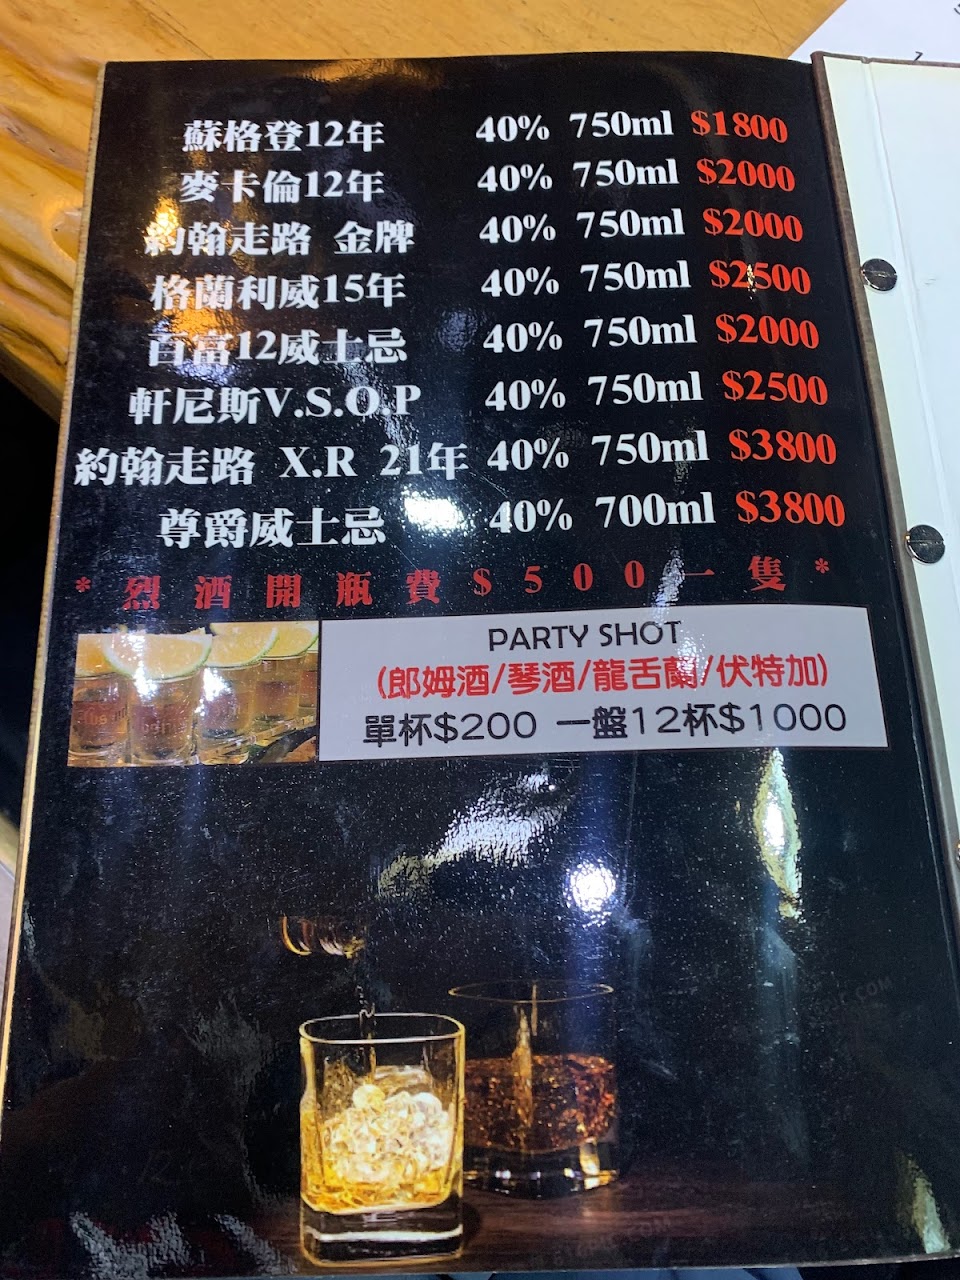 蘇格登12年 40% 750ml $1800
麥卡倫12年 40% 750ml $2000
約翰走路 金牌 40% 750ml $2000
格蘭利威15年 40% 750ml $2500
百富12威士忌 40% 750ml $2000
軒尼斯V.S.O.P 40% 750ml $2500
約翰走路 X.R 21年 40% 750ml $3800
尊爵威士忌 40% 700ml $3800
*烈酒開瓶費$500一隻*
PARTY SHOT
(郎姆酒/琴酒/龍舌蘭/伏特加)
單杯$200 一盤12杯$1000